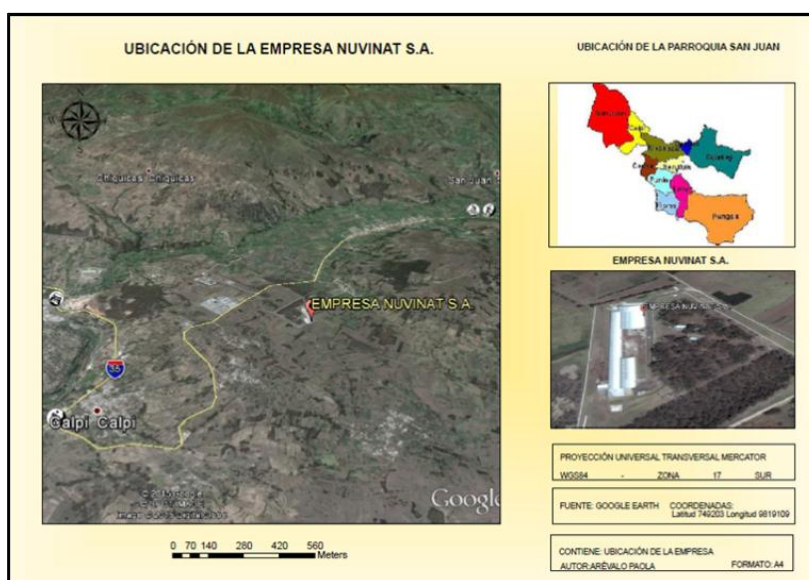 UBICACIÓN DE LA EMPRESA NUVINAT S.A.
UBICACIÓN DE LA PARROQUIA SAN JUAN
Chiquicas Chiquicas
San Juan
Calpi
EMPRESA NUVINAT S.A.
35
Calpi Calpi
Google
0 70 140 280 420 560
Meters
EMPRESA NUVINAT S.A.
PROYECCIÓN UNIVERSAL TRANSVERSAL MERCATOR
WGS84 - ZONA 17 SUR
FUENTE: GOOGLE EARTH COORDENADAS:
Latitud 749203 Longitud 9819109
CONTIENE: UBICACIÓN DE LA EMPRESA
AUTOR:ARÉVALO PAOLA FORMATO: A4